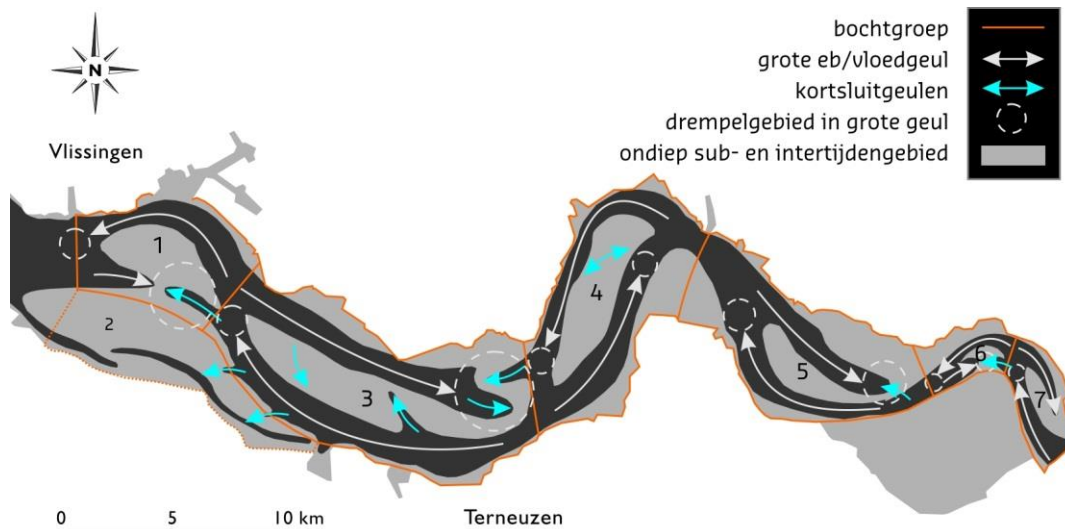 bochtgroep
grote eb/vloedgeul
kortsluitgeulen
drempelgebied in grote geul
ondiep sub- en intertijdengebied
N
Vlissingen
1
2
3
4
5
6
7
0 5 10 km
Terneuzen